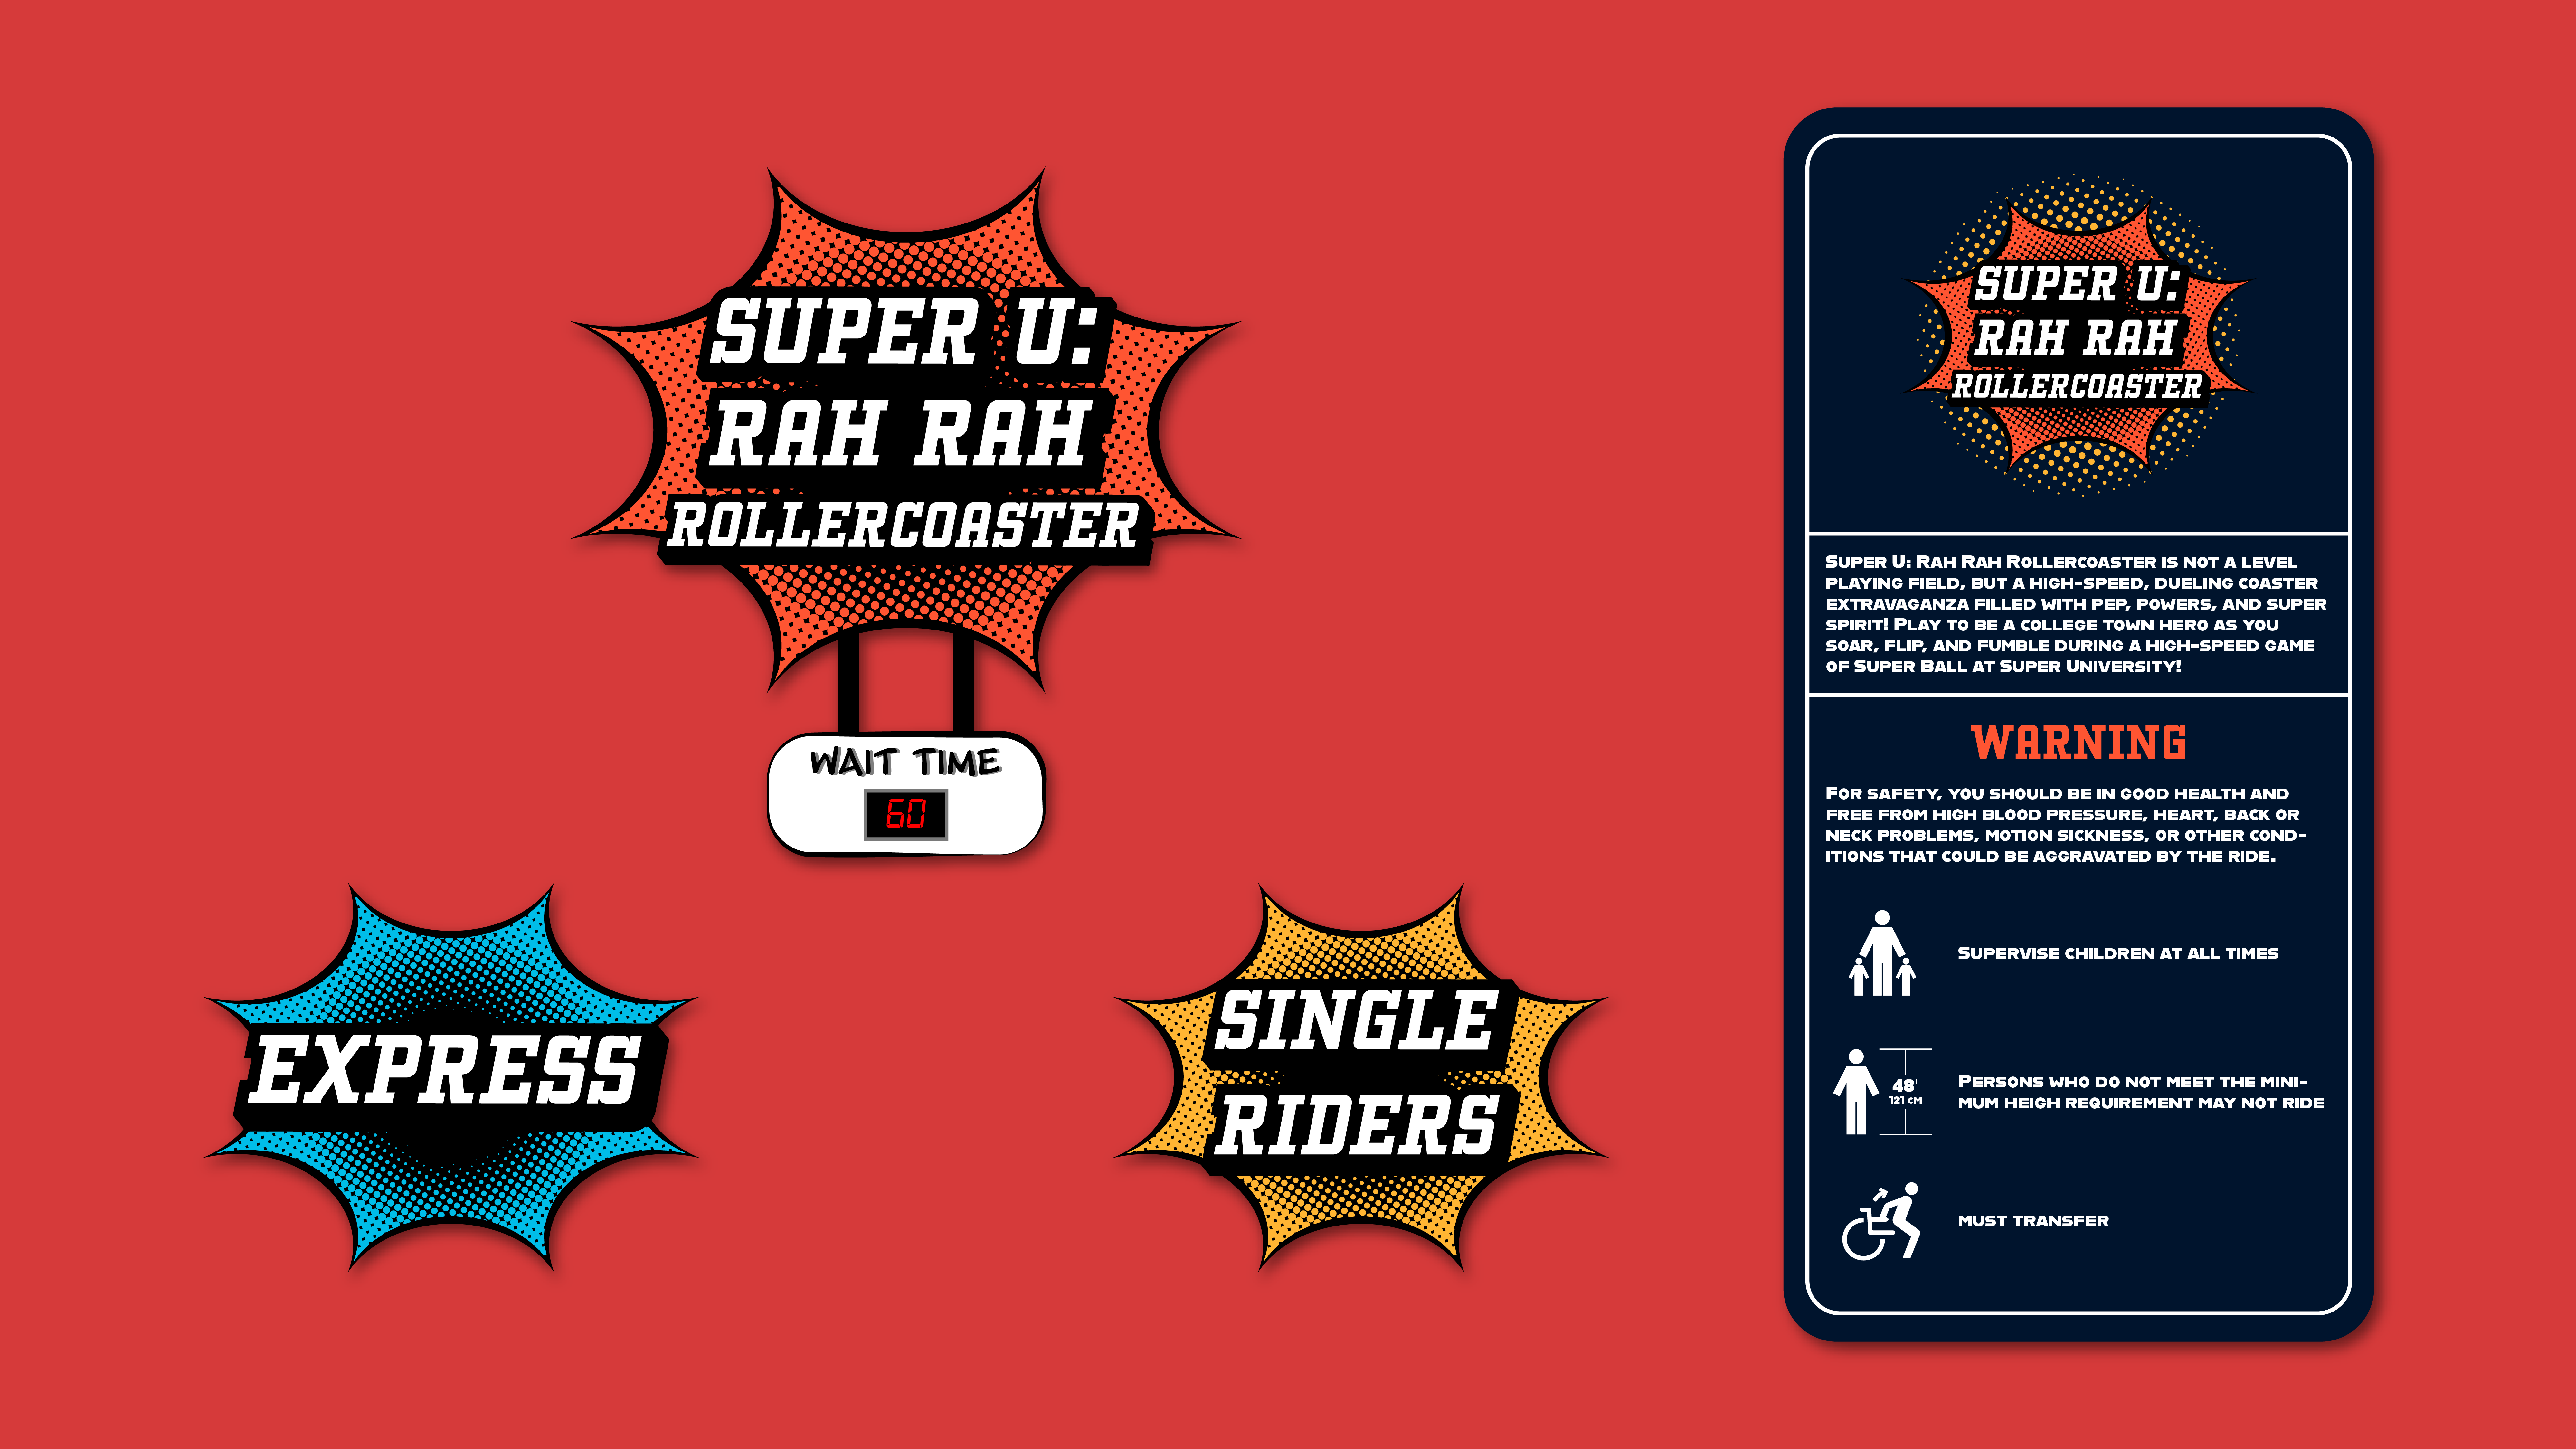 SUPER U:
RAH RAH
ROLLERCOASTER
WAIT TIME
60
EXPRESS
SINGLE
RIDERS
SUPER U:
RAH RAH
ROLLERCOASTER
SUPER U: RAH RAH ROLLERCOASTER IS NOT A LEVEL
PLAYING FIELD, BUT A HIGH-SPEED, DUELING COASTER
EXTRAVAGANZA FILLED WITH PEP, POWERS, AND SUPER
SPIRIT! PLAY TO BE A COLLEGE TOWN HERO AS YOU
SOAR, FLIP, AND FUMBLE DURING A HIGH-SPEED GAME
OF SUPER BALL AT SUPER UNIVERSITY!
WARNING
FOR SAFETY, YOU SHOULD BE IN GOOD HEALTH AND
FREE FROM HIGH BLOOD PRESSURE, HEART, BACK OR
NECK PROBLEMS, MOTION SICKNESS, OR OTHER COND-
ITIONS THAT COULD BE AGGRAVATED BY THE RIDE.
SUPERVISE CHILDREN AT ALL TIMES
48"
121 CM
PERSONS WHO DO NOT MEET THE MINI-
MUM HEIGH REQUIREMENT MAY NOT RIDE
MUST TRANSFER